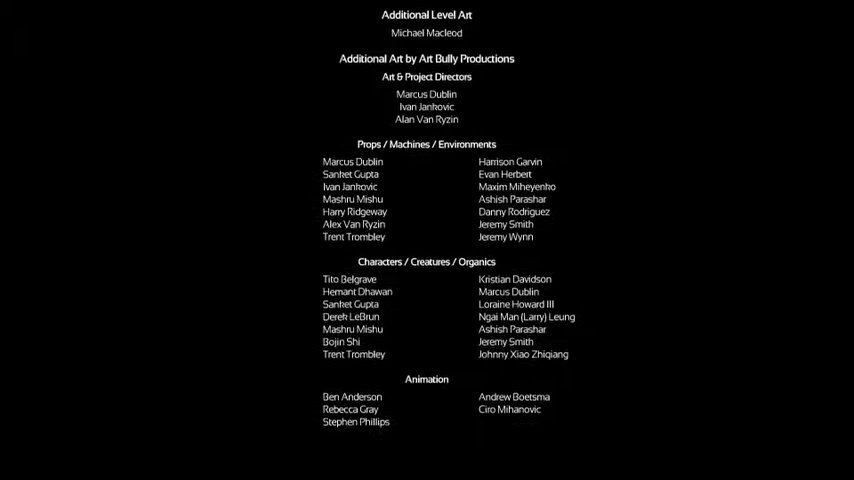 Additional Level Art
Michael Macleod
Additional Art by Art Bully Productions
Art & Project Directors
Marcus Dublin
Ivan Jankovic
Alan Van Ryzin
Props / Machines / Environments
Marcus Dublin Harrison Garvin
Sanket Gupta Evan Herbert
Ivan Jankovic Maxim Miheyenko
Mashru Mishu Ashish Parashar
Harry Ridgeway Danny Rodriguez
Alex Van Ryzin Jeremy Smith
Trent Trombley Jeremy Wynn
Characters / Creatures / Organics
Tito Belgrave Kristian Davidson
Hemant Dhawan Marcus Dublin
Sanket Gupta Loraine Howard III
Derek LeBrun Ngai Man (Larry) Leung
Mashru Mishu Ashish Parashar
Bojin Shi Jeremy Smith
Trent Trombley Johnny Xiao Zhiqiang
Animation
Ben Anderson Andrew Boetsma
Rebecca Gray Ciro Mihanovic
Stephen Phillips